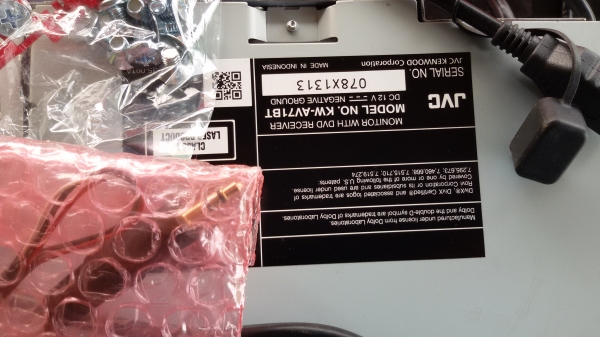 JVC
MONITOR WITH DVD RECEIVER
MODEL NO. KW-AV71BT
DC 12V NEGATIVE GROUND
SERIAL NO. 078X1313
JVC KENWOOD Corporation
MADE IN INDONESIA
LASER PRODUCT
Manufactured under license from Dolby Laboratories.
Dolby and the double-D symbol are trademarks of Dolby Laboratories.
DivX®, DivX Certified® and associated logos are trademarks of
Rovi Corporation or its subsidiaries and are used under license.
Covered by one or more of the following U.S. patents:
7,295,673; 7,460,668; 7,515,710; 7,519,274